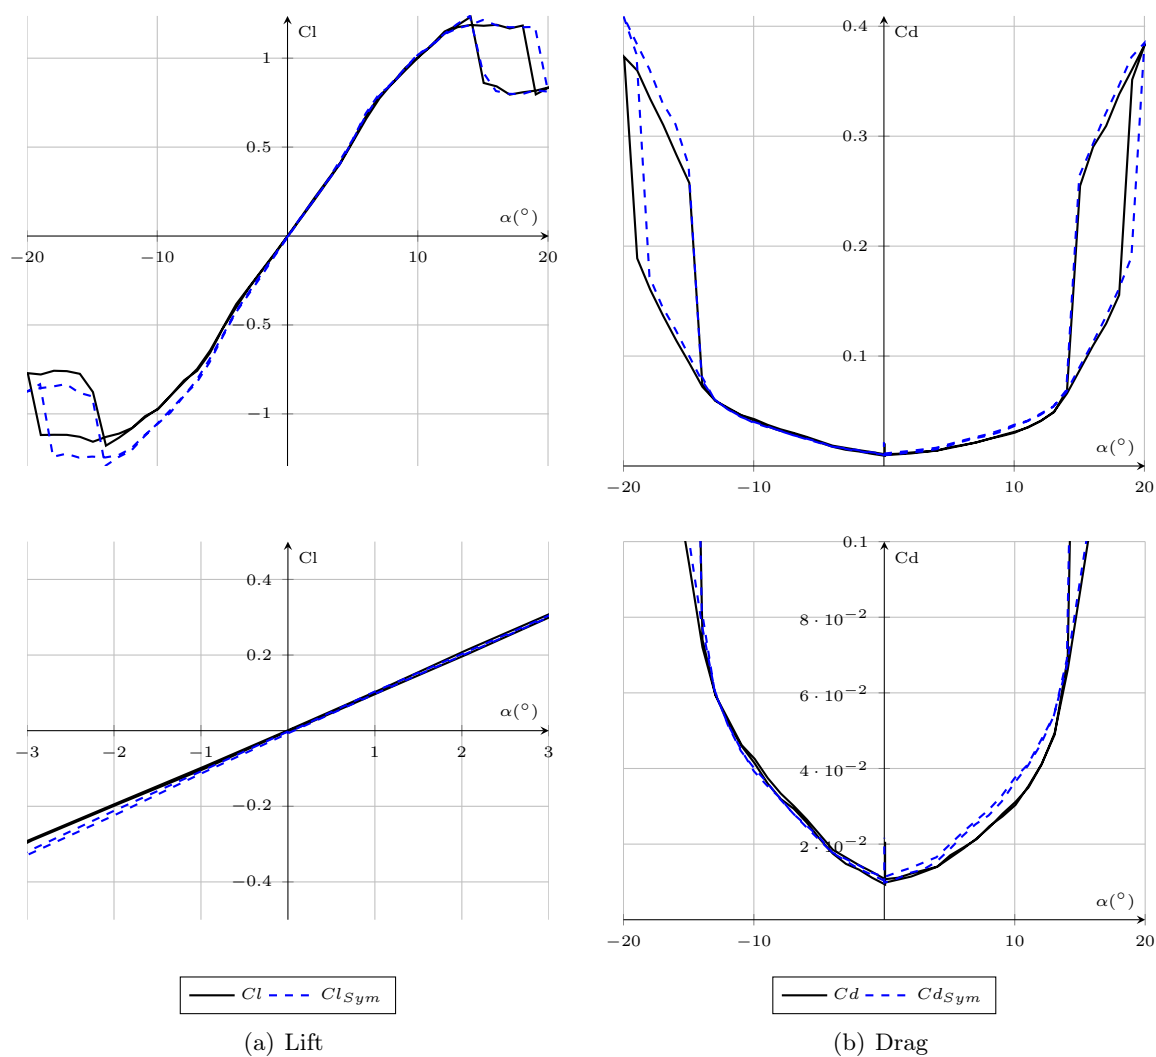 Cl
1
0.5
α(°)
−20
−10
10
20
−0.5
−1
Cd
0.4
0.3
0.2
0.1
α(°)
−20
−10
10
20
Cl
0.4
0.2
α(°)
−3
−2
−1
1
2
3
−0.2
−0.4
0.1
Cd
8 · 10⁻²
6 · 10⁻²
4 · 10⁻²
2 · 10⁻²
α(°)
−20
−10
10
20
Cl Cl_Sym
Cd Cd_Sym
(a) Lift
(b) Drag